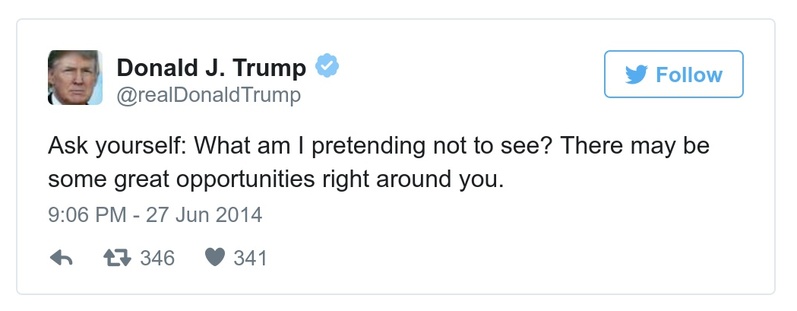 Donald J. Trump
@realDonaldTrump
Follow
Ask yourself: What am I pretending not to see? There may be
some great opportunities right around you.
9:06 PM - 27 Jun 2014
346 341